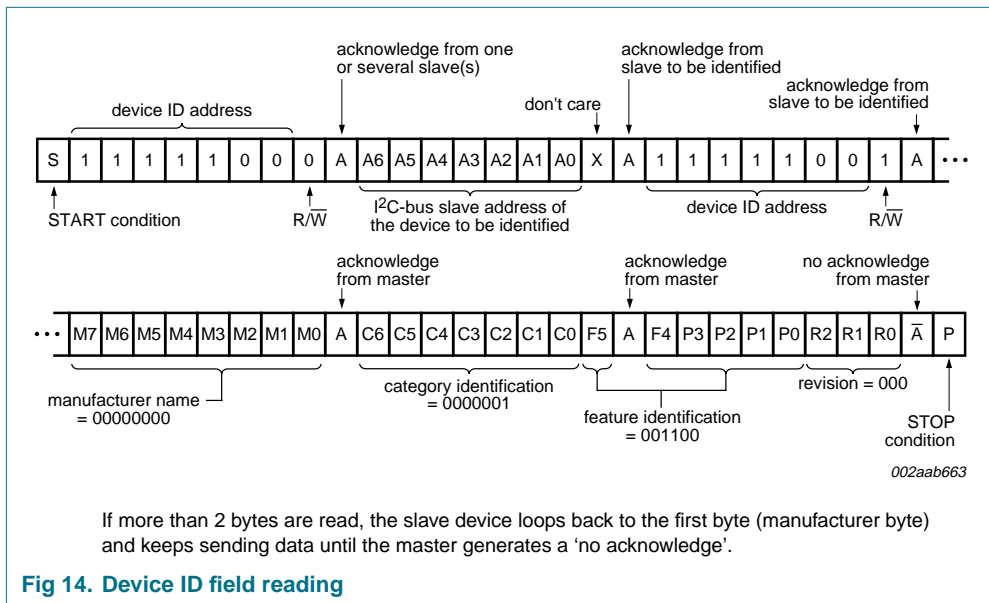 acknowledge from one
or several slave(s)
acknowledge from
slave to be identified
acknowledge from
slave to be identified
device ID address
don't care
S 1 1 1 1 1 0 0 0 A A6 A5 A4 A3 A2 A1 A0 X A 1 1 1 1 1 0 0 1 A •••
START condition
R/W̅
I²C-bus slave address of
the device to be identified
device ID address
R/W̅
acknowledge
from master
acknowledge
from master
no acknowledge
from master
••• M7 M6 M5 M4 M3 M2 M1 M0 A C6 C5 C4 C3 C2 C1 C0 F5 A F4 P3 P2 P1 P0 R2 R1 R0 A̅ P
manufacturer name
= 00000000
category identification
= 0000001
feature identification
= 001100
revision = 000
STOP
condition
002aab663
If more than 2 bytes are read, the slave device loops back to the first byte (manufacturer byte)
and keeps sending data until the master generates a ‘no acknowledge’.
Fig 14. Device ID field reading